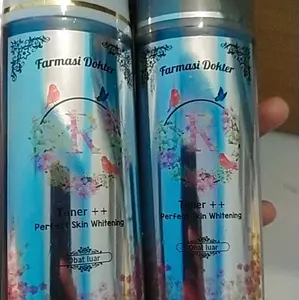 Farmasi Dokter
R
Toner ++
Perfect Skin Whitening
Obat luar
Farmasi Dokter
R
Toner ++
Perfect Skin Whitening
Obat luar